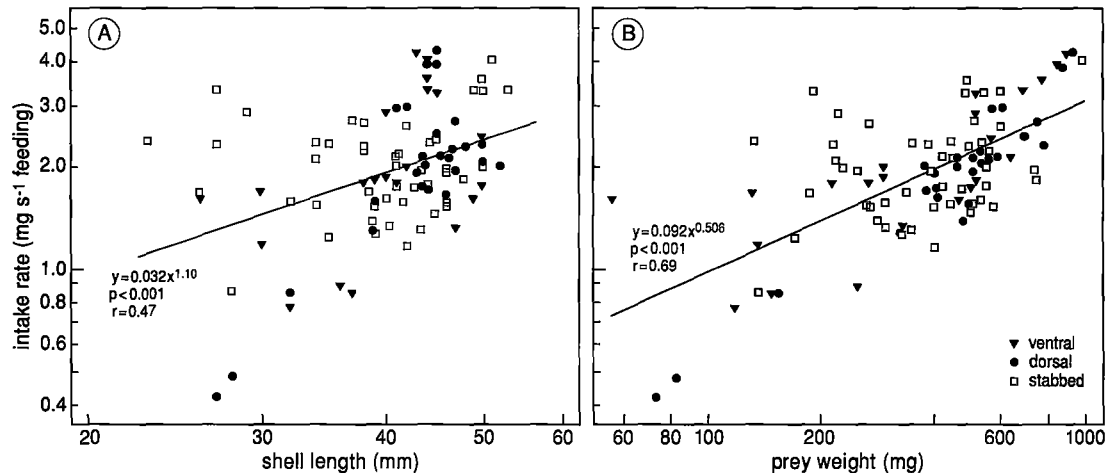 A
B
intake rate (mg s⁻¹ feeding)
5.0
4.0
3.0
2.0
1.0
0.8
0.6
0.4
y=0.032x^1.10
p<0.001
r=0.47
20 30 40 50 60
shell length (mm)
y=0.092x^0.506
p<0.001
r=0.69
ventral
dorsal
stabbed
60 80 100 200 400 600 1000
prey weight (mg)